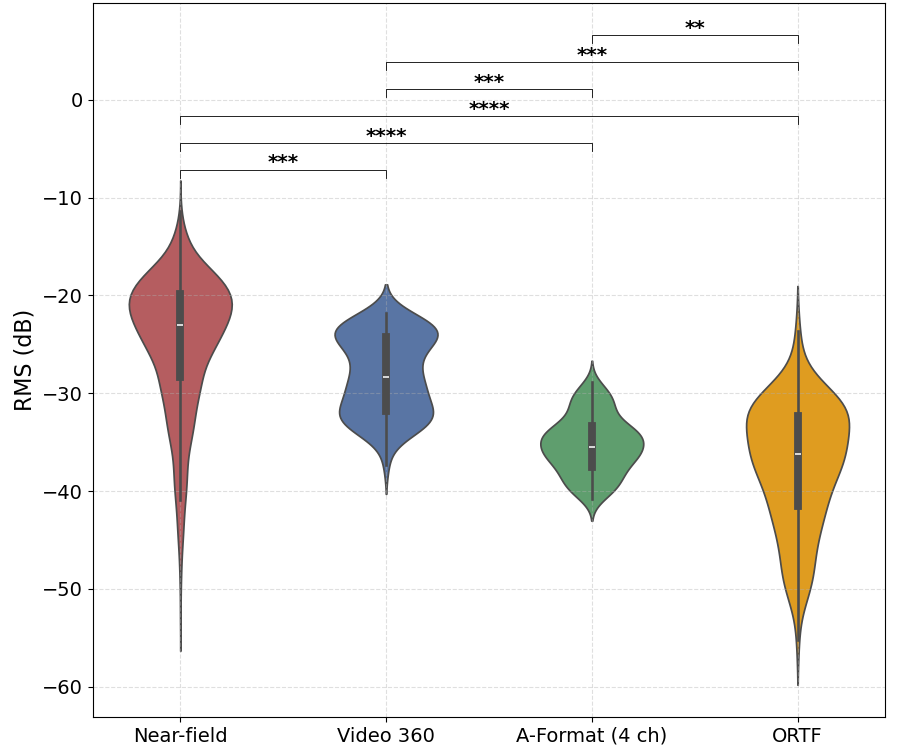 **
***
***
****
****
***
0
−10
−20
−30
−40
−50
−60
RMS (dB)
Near-field
Video 360
A-Format (4 ch)
ORTF